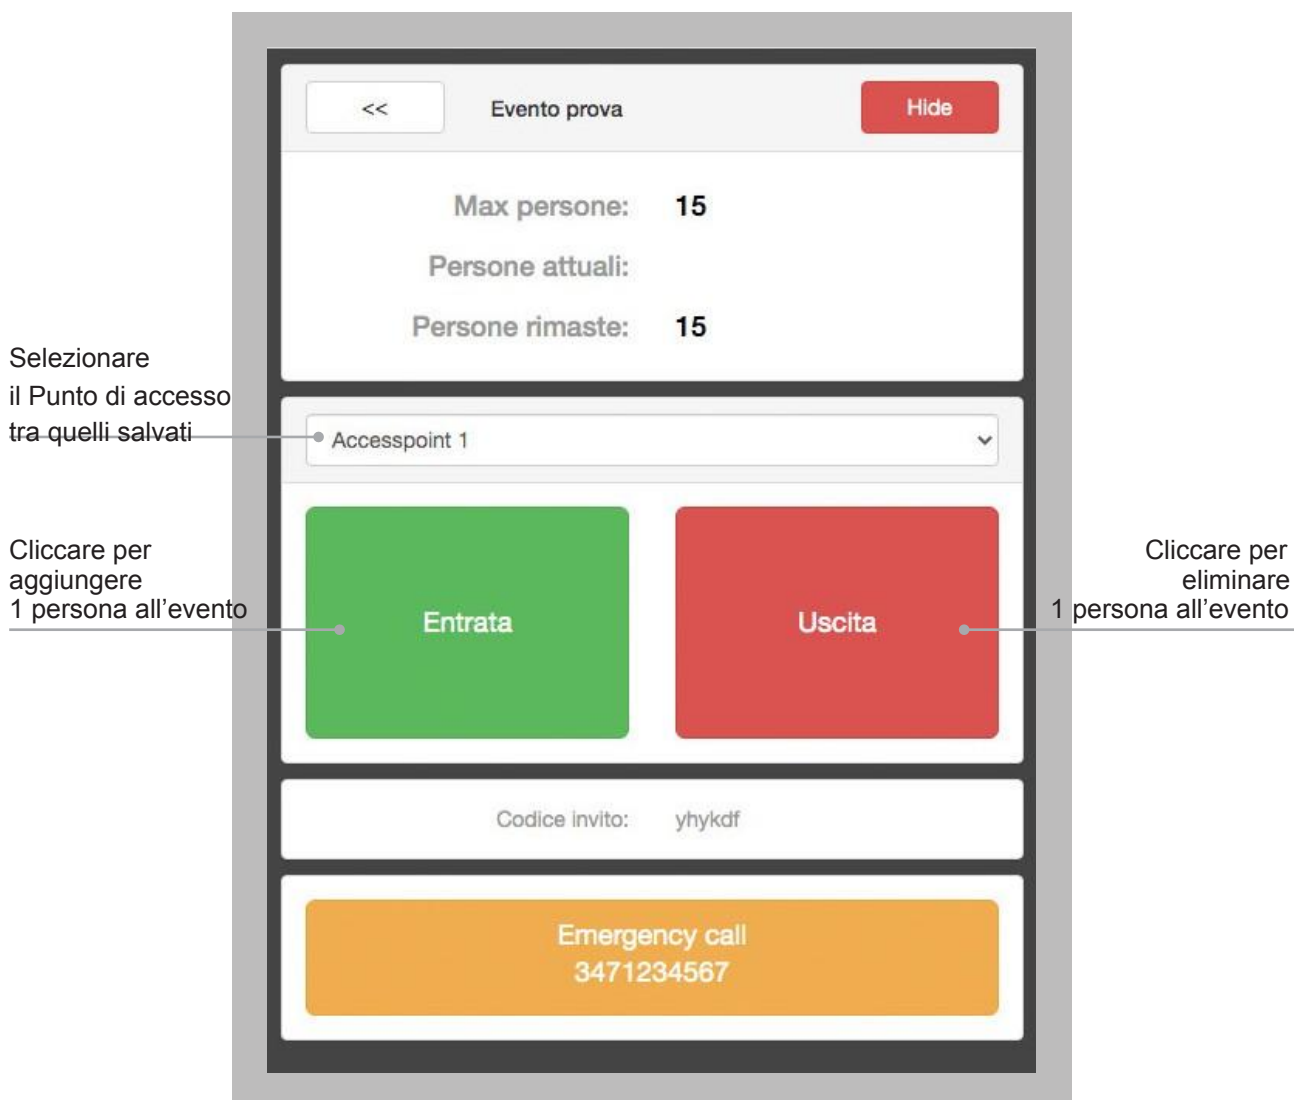 << Evento prova Hide
Max persone: 15
Persone attuali:
Persone rimaste: 15
Selezionare
il Punto di accesso
tra quelli salvati
Accesspoint 1
Cliccare per
aggiungere
1 persona all’evento
Entrata
Uscita
Cliccare per
eliminare
1 persona all’evento
Codice invito: yhykdf
Emergency call
3471234567